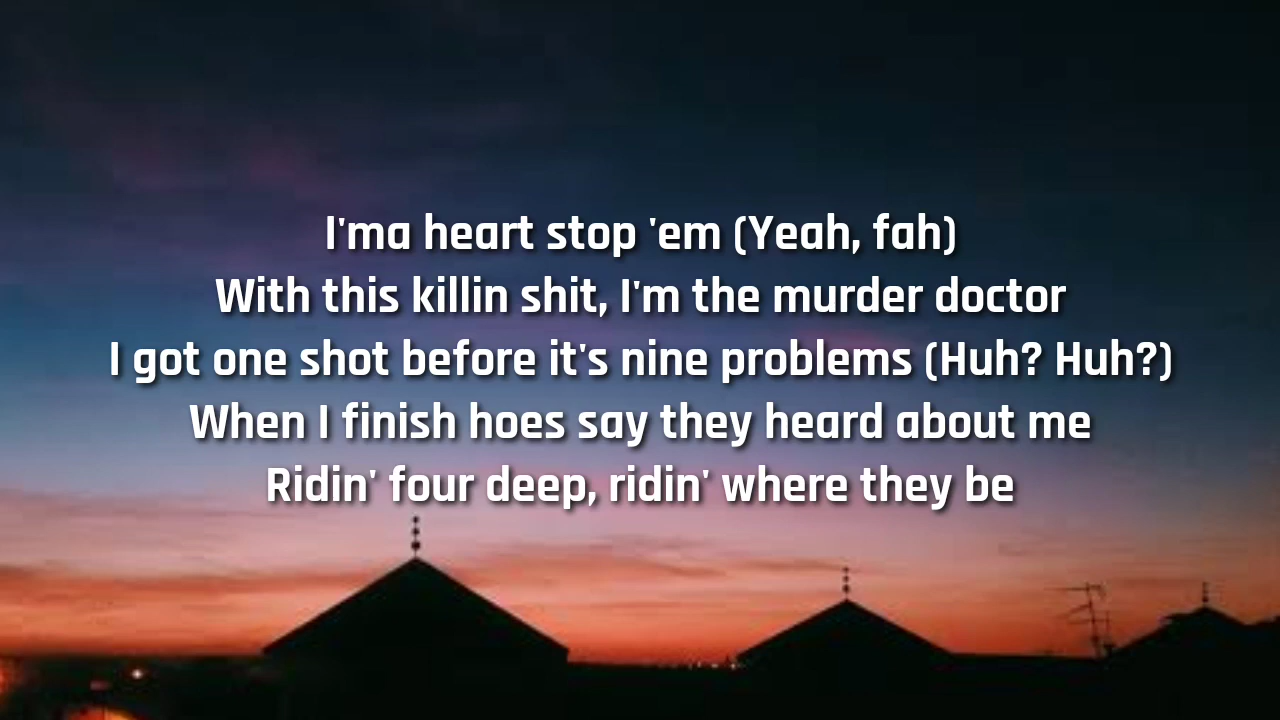 I'ma heart stop 'em (Yeah, fah)
With this killin shit, I'm the murder doctor
I got one shot before it's nine problems (Huh? Huh?)
When I finish hoes say they heard about me
Ridin' four deep, ridin' where they be